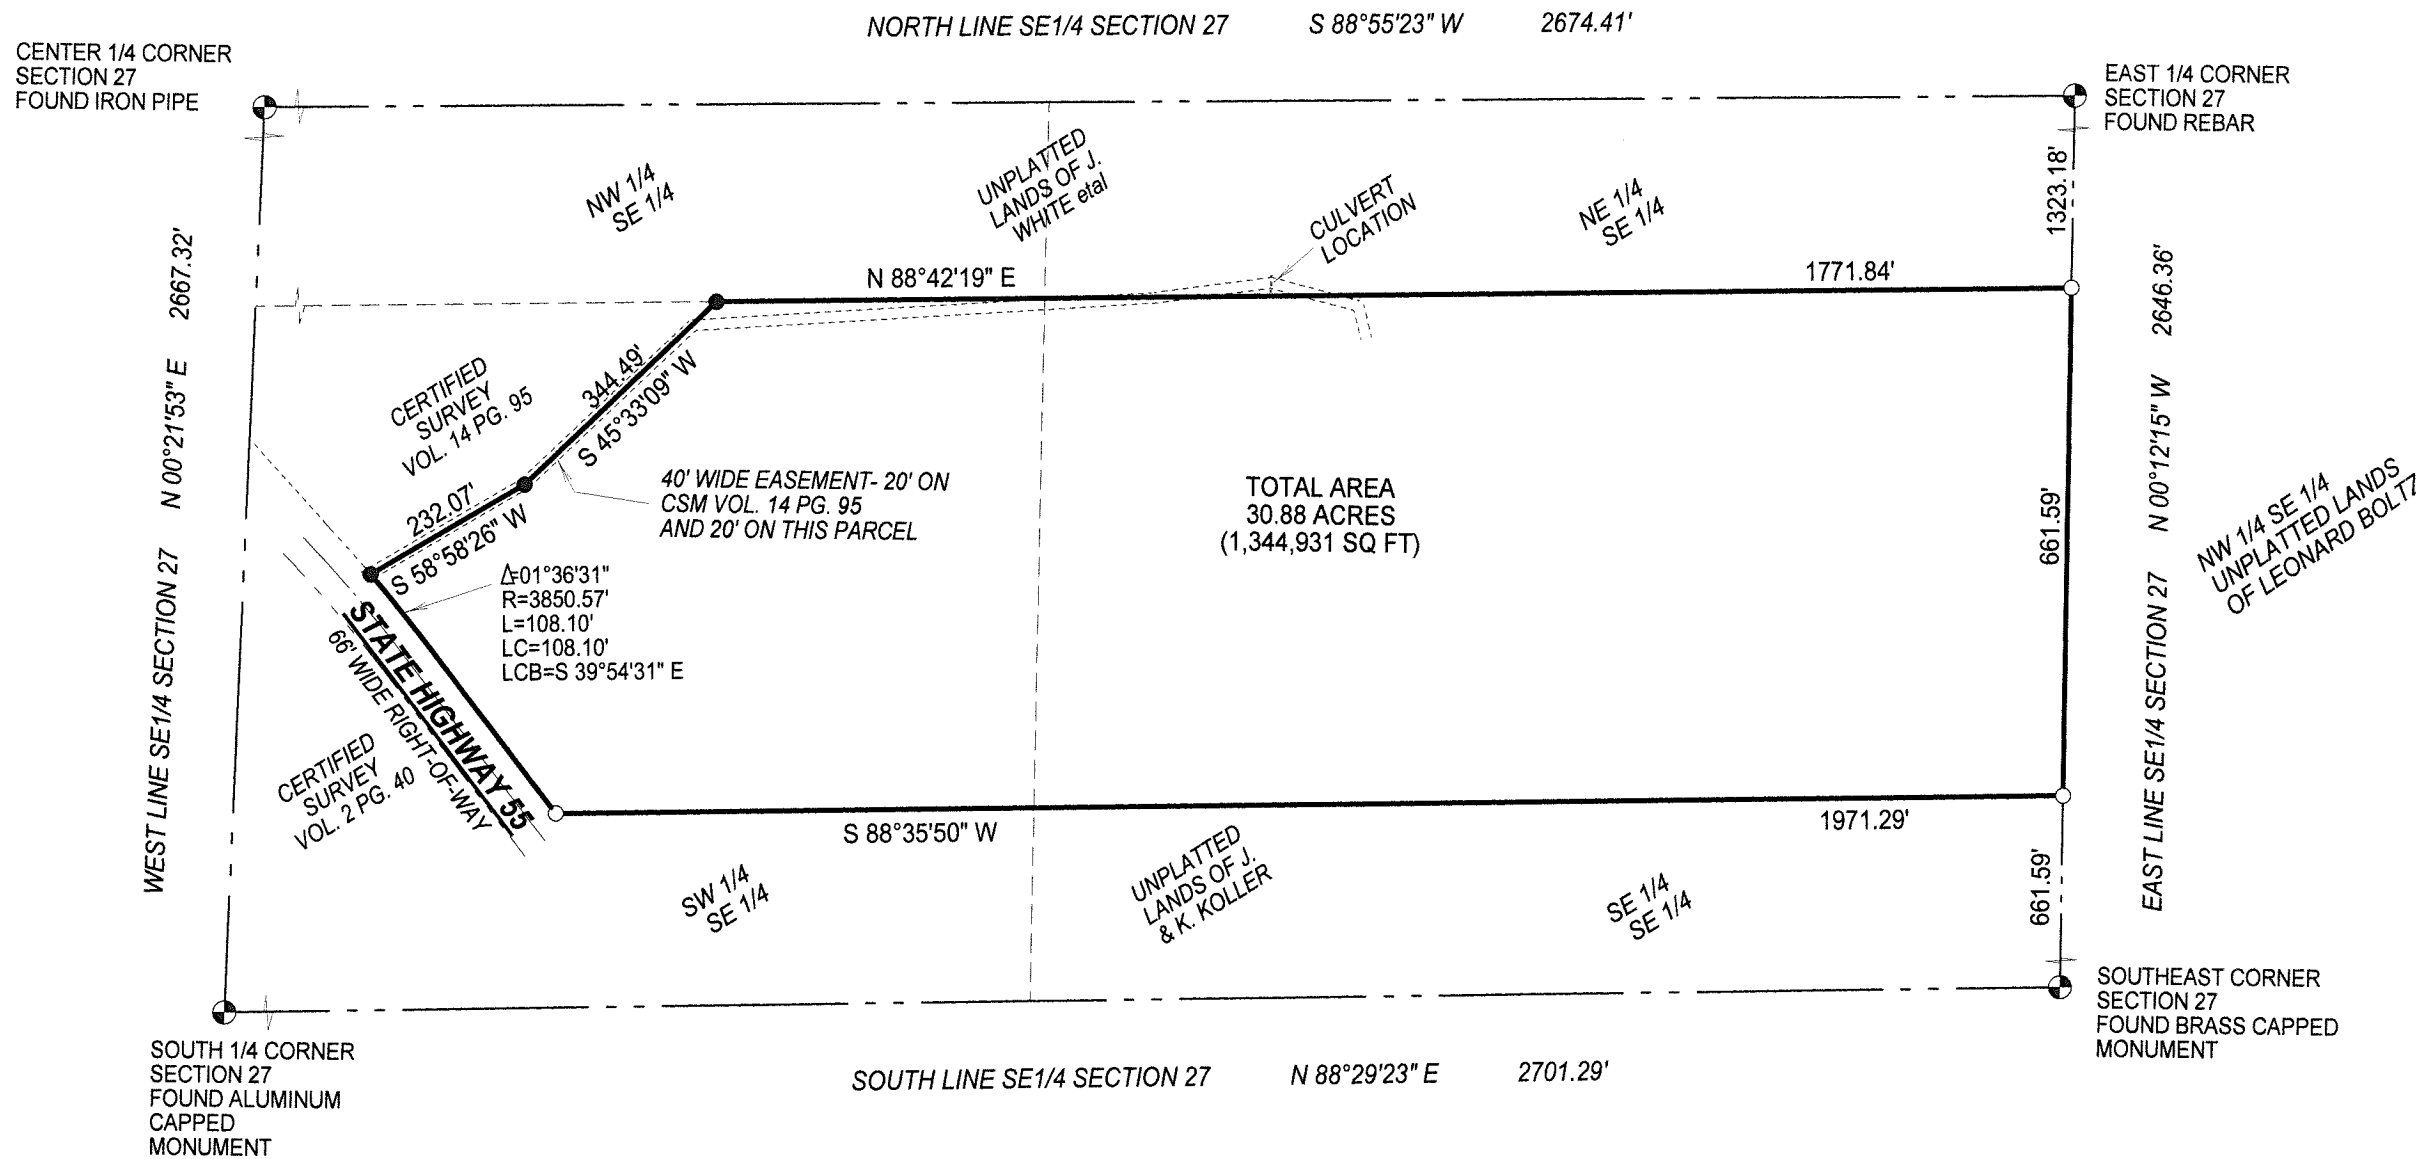 NORTH LINE SE1/4 SECTION 27 S 88°55'23" W 2674.41'
CENTER 1/4 CORNER
SECTION 27
FOUND IRON PIPE
EAST 1/4 CORNER
SECTION 27
FOUND REBAR
NW 1/4
SE 1/4
UNPLATTED
LANDS OF J.
WHITE etal
CULVERT
LOCATION
NE 1/4
SE 1/4
1323.18'
N 88°42'19" E
1771.84'
WEST LINE SE1/4 SECTION 27 N 00°21'53" E 2667.32'
EAST LINE SE1/4 SECTION 27 N 00°12'15" W 2646.36'
CERTIFIED
SURVEY
VOL. 14 PG. 95
344.49'
S 45°33'09" W
232.07'
S 58°58'26" W
40' WIDE EASEMENT- 20' ON
CSM VOL. 14 PG. 95
AND 20' ON THIS PARCEL
TOTAL AREA
30.88 ACRES
(1,344,931 SQ FT)
661.59'
NW 1/4 SE 1/4
UNPLATTED LANDS
OF LEONARD BOLTZ
Δ=01°36'31"
R=3850.57'
L=108.10'
LC=108.10'
LCB=S 39°54'31" E
STATE HIGHWAY 55
66' WIDE RIGHT-OF-WAY
CERTIFIED
SURVEY
VOL. 2 PG. 40
S 88°35'50" W
1971.29'
SW 1/4
SE 1/4
UNPLATTED
LANDS OF J.
& K. KOLLER
SE 1/4
SE 1/4
661.59'
SOUTH 1/4 CORNER
SECTION 27
FOUND ALUMINUM
CAPPED
MONUMENT
SOUTH LINE SE1/4 SECTION 27 N 88°29'23" E 2701.29'
SOUTHEAST CORNER
SECTION 27
FOUND BRASS CAPPED
MONUMENT